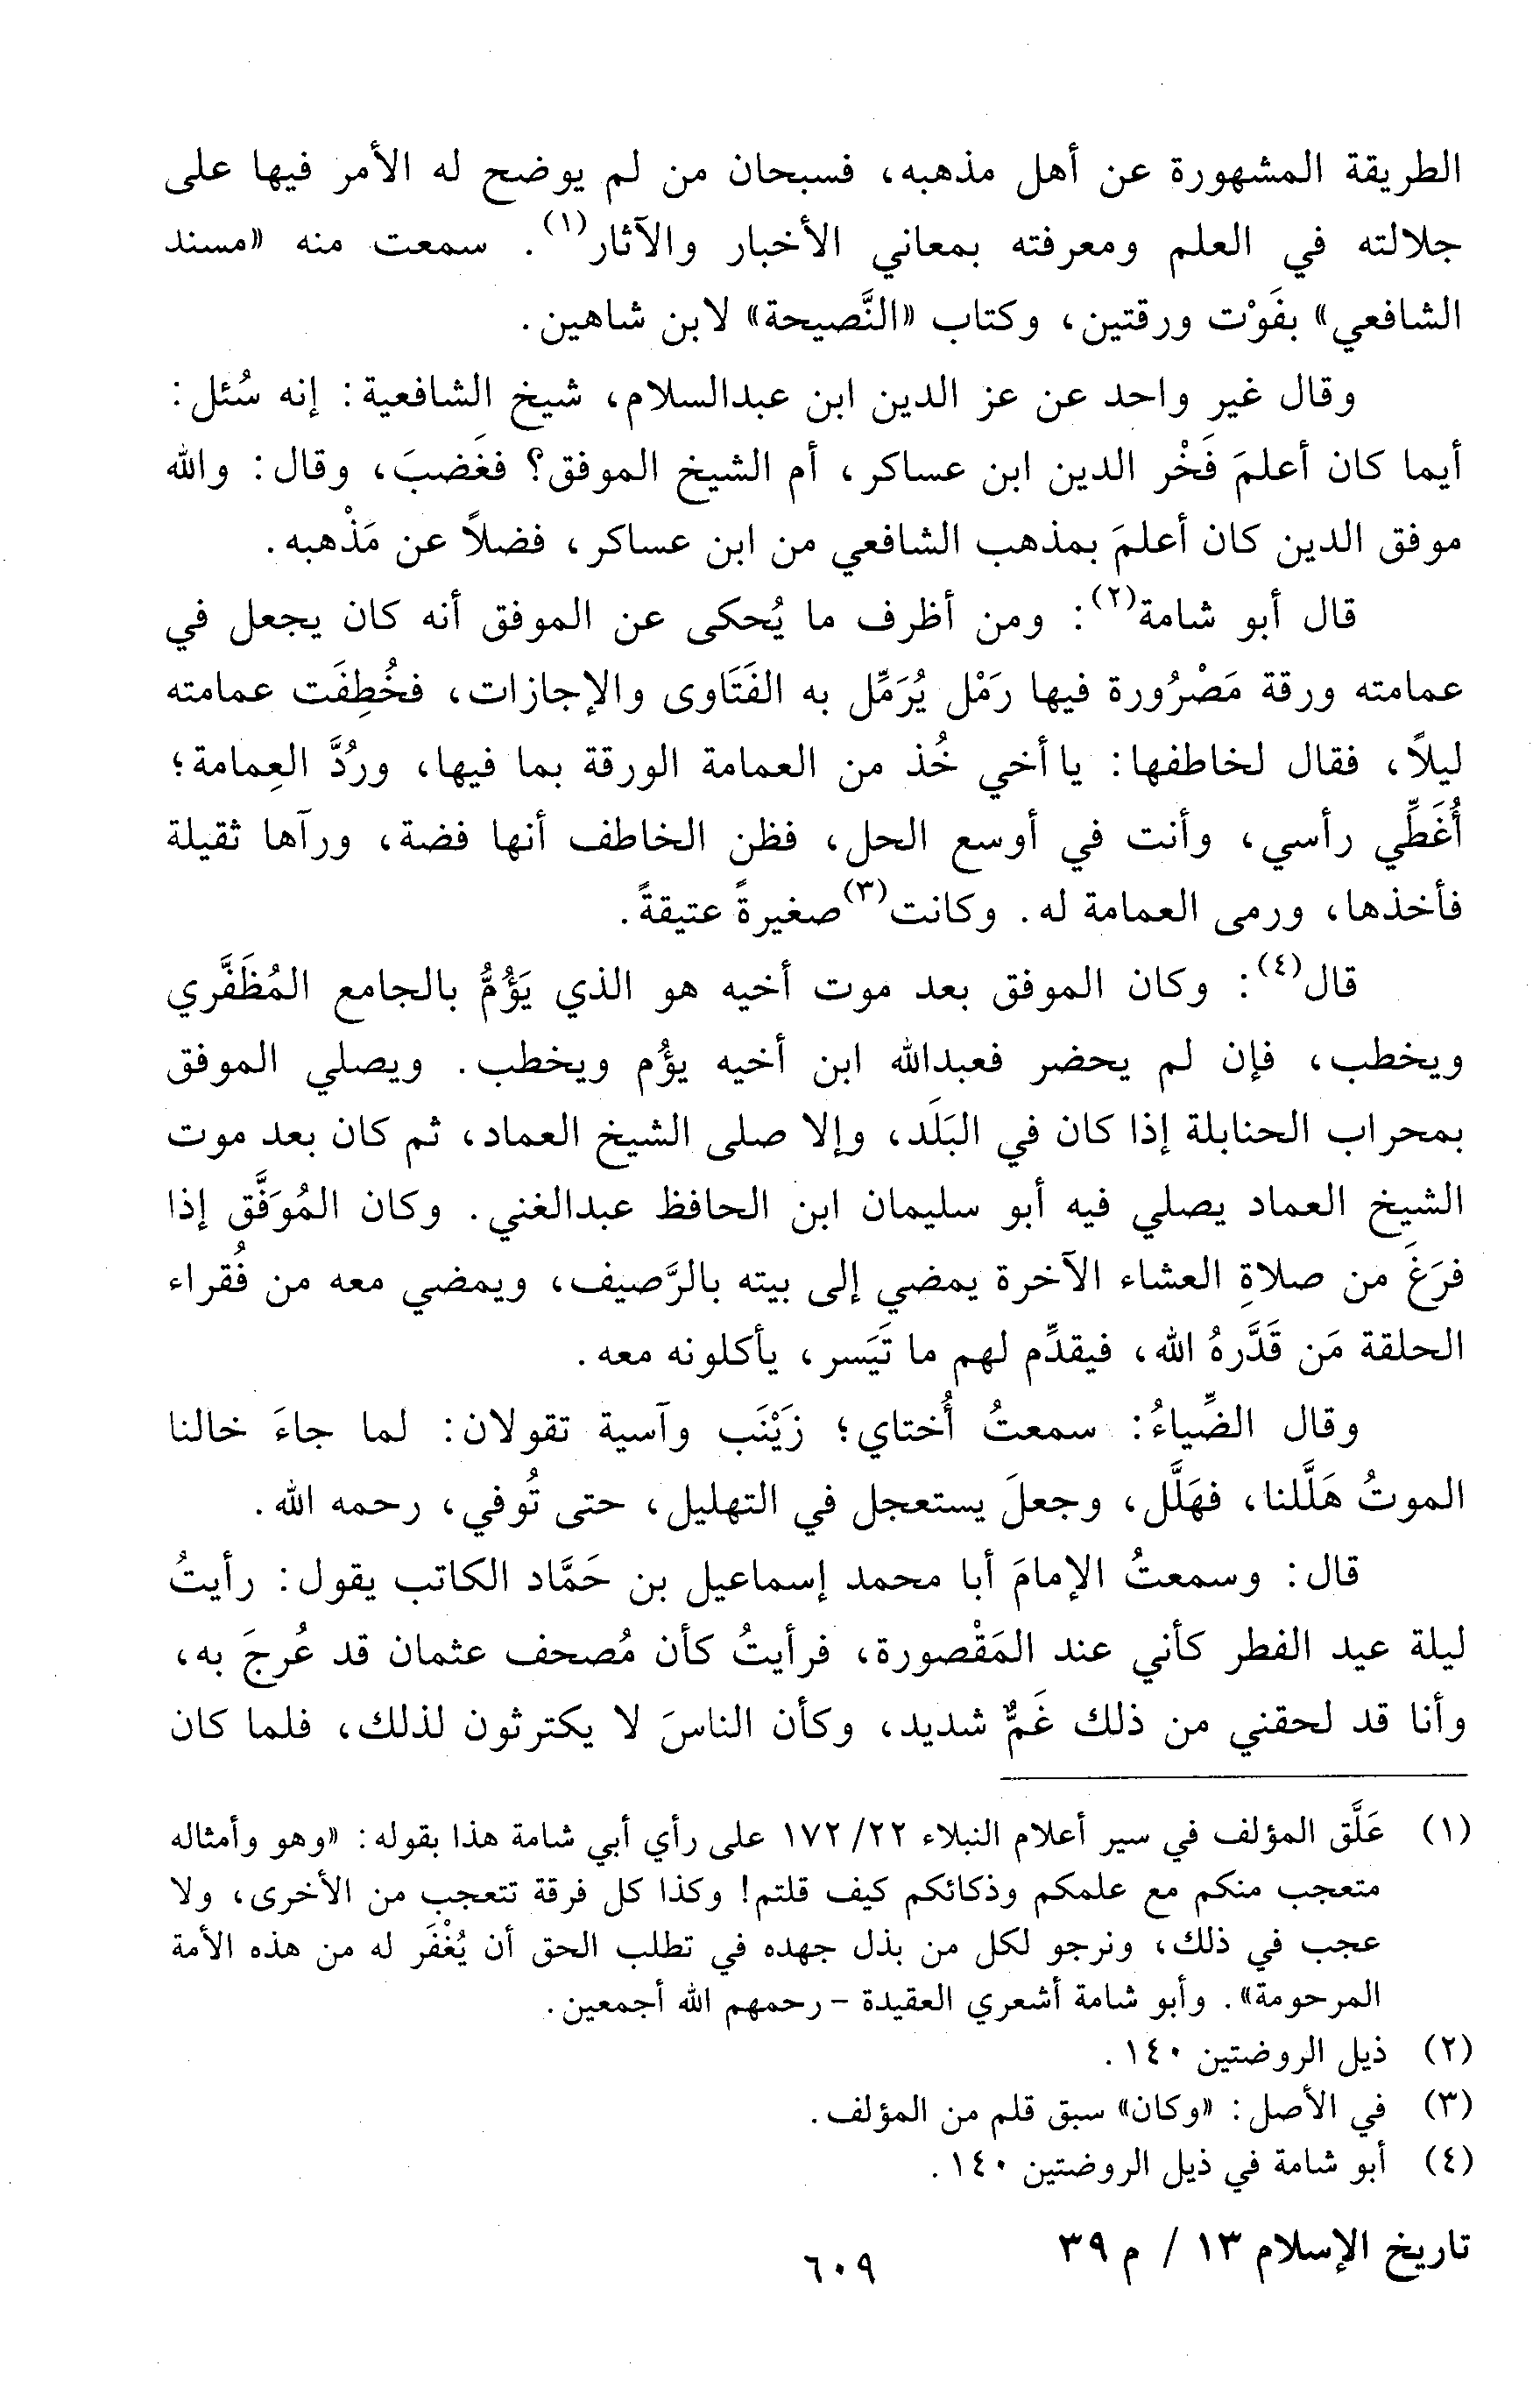 الطريقة المشهورة عن أهل مذهبه، فسبحان من لم يوضح له الأمر فيها على
جلالته في العلم ومعرفته بمعاني الأخبار والآثار(١). سمعت منه «مسند
الشافعي» بفَوْت ورقتين، وكتاب «النَّصيحة» لابن شاهين.
وقال غير واحد عن عز الدين ابن عبدالسلام، شيخ الشافعية: إنه سُئل:
أيما كان أعلمَ فَخْر الدين ابن عساكر، أم الشيخ الموفق؟ فغَضبَ، وقال: والله
موفق الدين كان أعلمَ بمذهب الشافعي من ابن عساكر، فضلاً عن مَذْهبه.
قال أبو شامة(٢): ومن أظرف ما يُحكى عن الموفق أنه كان يجعل في
عمامته ورقة مَصْرُورة فيها رَمْل يُرَمِّل به الفَتَاوى والإجازات، فخُطِفَت عمامته
ليلاً، فقال لخاطفها: يا أخي خُذ من العمامة الورقة بما فيها، ورُدَّ العِمامة؛
أُغَطِّي رأسي، وأنت في أوسع الحل، فظن الخاطف أنها فضة، ورآها ثقيلة
فأخذها، ورمى العمامة له. وكانت(٣) صغيرةً عتيقةً.
قال(٤): وكان الموفق بعد موت أخيه هو الذي يَؤُمُّ بالجامع المُظَفَّري
ويخطب، فإن لم يحضر فعبدالله ابن أخيه يؤُم ويخطب. ويصلي الموفق
بمحراب الحنابلة إذا كان في البَلَد، وإلا صلى الشيخ العماد، ثم كان بعد موت
الشيخ العماد يصلي فيه أبو سليمان ابن الحافظ عبدالغني. وكان المُوَفَّق إذا
فرَغَ من صلاةِ العشاء الآخرة يمضي إلى بيته بالرَّصيف، ويمضي معه من فُقراء
الحلقة مَن قَدَّرهُ الله، فيقدِّم لهم ما تَيَسر، يأكلونه معه.
وقال الضِّياءُ: سمعتُ أُختاي؛ زَيْنَب وآسية تقولان: لما جاءَ خالنا
الموتُ هَلَّلنا، فهَلَّل، وجعلَ يستعجل في التهليل، حتى تُوفي، رحمه الله.
قال: وسمعتُ الإمامَ أبا محمد إسماعيل بن حَمَّاد الكاتب يقول: رأيتُ
ليلة عيد الفطر كأني عند المَقْصورة، فرأيتُ كأن مُصحف عثمان قد عُرجَ به،
وأنا قد لحقني من ذلك غَمٌّ شديد، وكأن الناسَ لا يكترثون لذلك، فلما كان
(١) عَلَّق المؤلف في سير أعلام النبلاء ٢٢/ ١٧٢ على رأي أبي شامة هذا بقوله: «وهو وأمثاله
متعجب منكم مع علمكم وذكائكم كيف قلتم! وكذا كل فرقة تتعجب من الأخرى، ولا
عجب في ذلك، ونرجو لكل من بذل جهده في تطلب الحق أن يُغْفَر له من هذه الأمة
المرحومة». وأبو شامة أشعري العقيدة - رحمهم الله أجمعين.
(٢) ذيل الروضتين ١٤٠.
(٣) في الأصل: «وكان» سبق قلم من المؤلف.
(٤) أبو شامة في ذيل الروضتين ١٤٠.
تاريخ الإسلام ١٣ / م ٣٩
٦٠٩